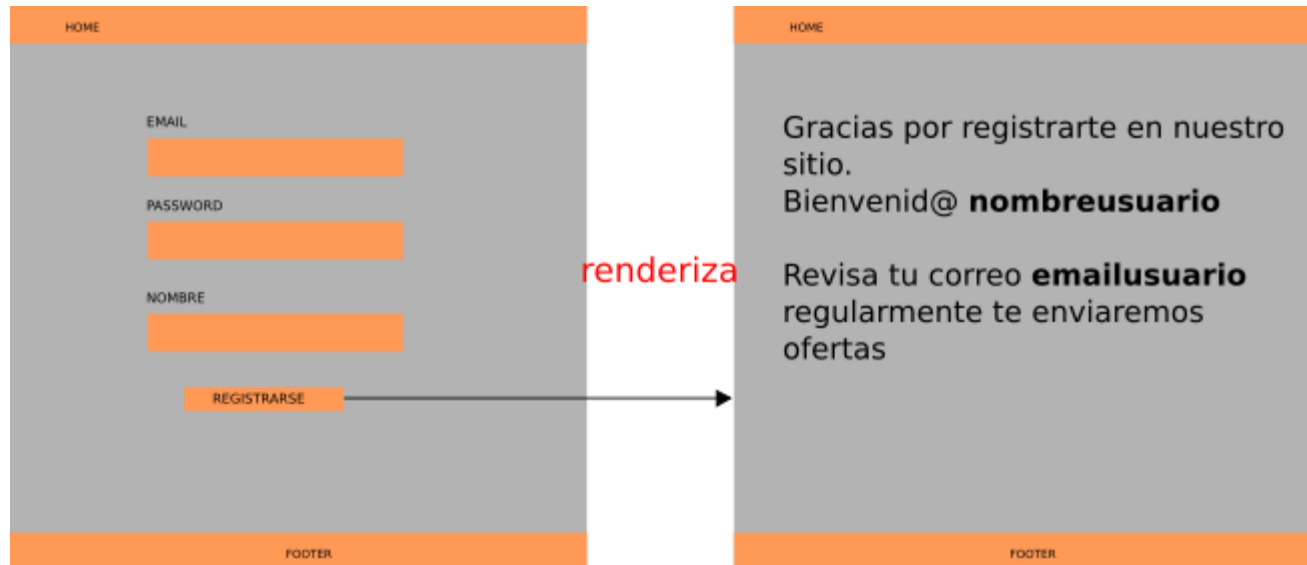 HOME
EMAIL
PASSWORD
NOMBRE
REGISTRARSE
FOOTER
renderiza
HOME
Gracias por registrarte en nuestro
sitio.
Bienvenid@ nombreusuario
Revisa tu correo emailusuario
regularmente te enviaremos
ofertas
FOOTER